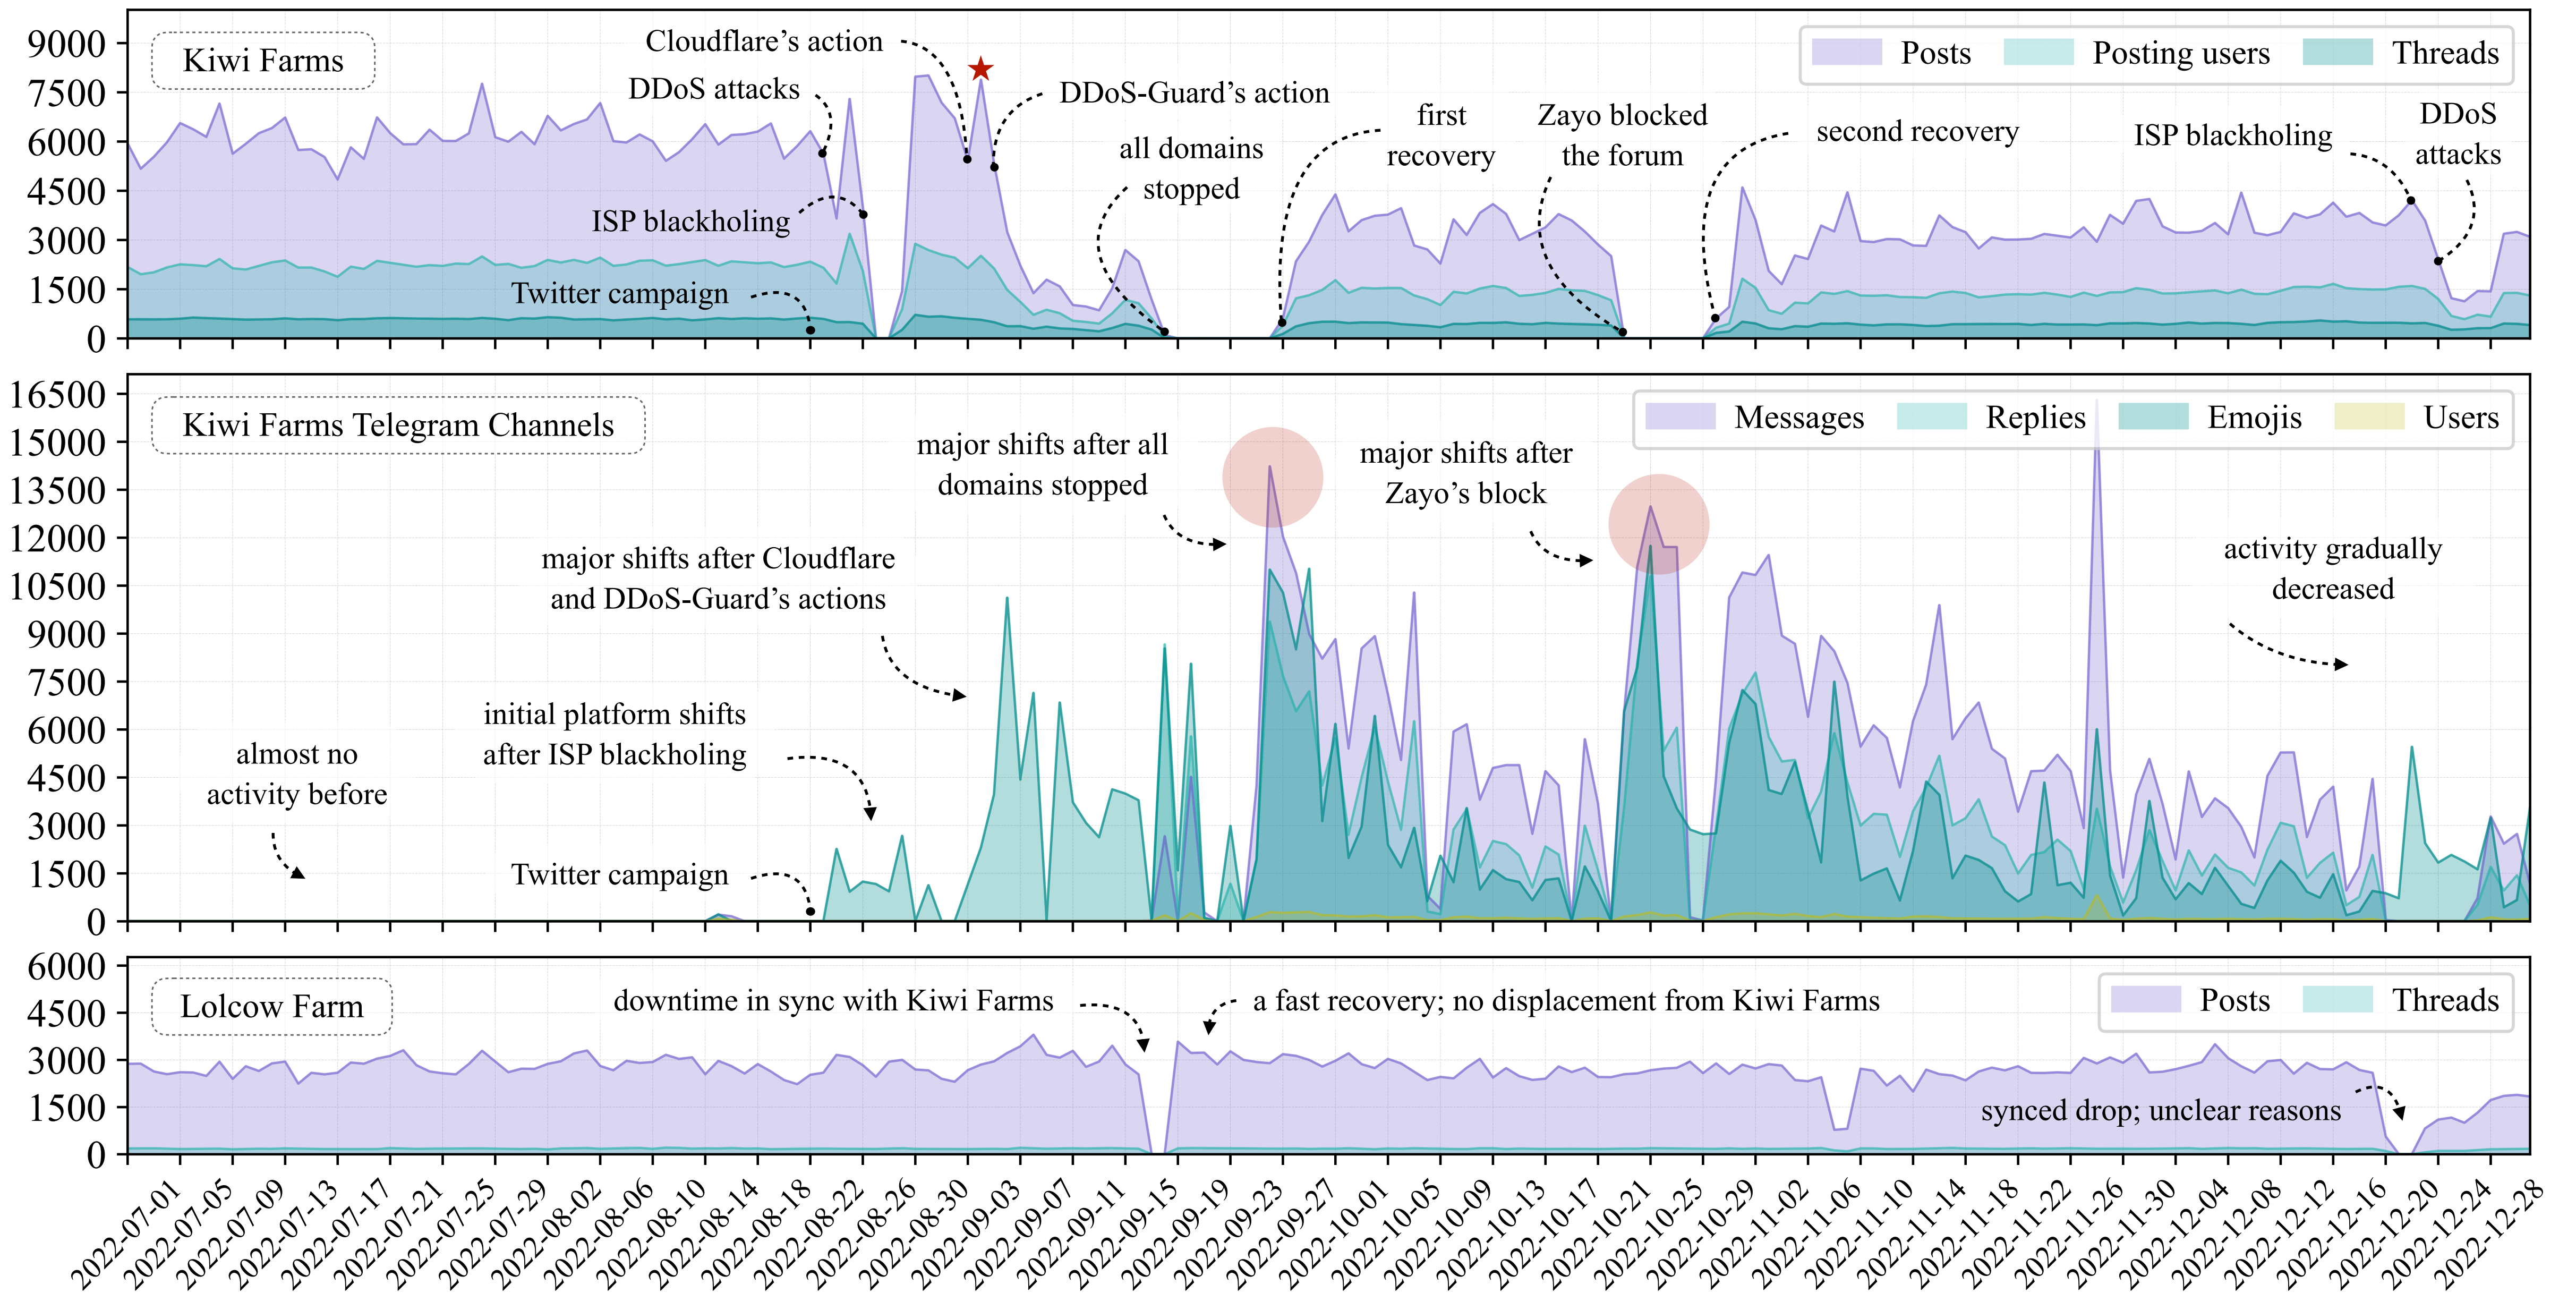 Kiwi Farms
Posts
Posting users
Threads
9000
7500
6000
4500
3000
1500
0
Cloudflare’s action
DDoS attacks
ISP blackholing
Twitter campaign
DDoS-Guard’s action
all domains
stopped
first
recovery
Zayo blocked
the forum
second recovery
ISP blackholing
DDoS
attacks
Kiwi Farms Telegram Channels
Messages
Replies
Emojis
Users
16500
15000
13500
12000
10500
9000
7500
6000
4500
3000
1500
0
almost no
activity before
Twitter campaign
initial platform shifts
after ISP blackholing
major shifts after Cloudflare
and DDoS-Guard’s actions
major shifts after all
domains stopped
major shifts after
Zayo’s block
activity gradually
decreased
Lolcow Farm
Posts
Threads
6000
4500
3000
1500
0
downtime in sync with Kiwi Farms
a fast recovery; no displacement from Kiwi Farms
synced drop; unclear reasons
2022-07-01
2022-07-05
2022-07-09
2022-07-13
2022-07-17
2022-07-21
2022-07-25
2022-07-29
2022-08-02
2022-08-06
2022-08-10
2022-08-14
2022-08-18
2022-08-22
2022-08-26
2022-08-30
2022-09-03
2022-09-07
2022-09-11
2022-09-15
2022-09-19
2022-09-23
2022-09-27
2022-10-01
2022-10-05
2022-10-09
2022-10-13
2022-10-17
2022-10-21
2022-10-25
2022-10-29
2022-11-02
2022-11-06
2022-11-10
2022-11-14
2022-11-18
2022-11-22
2022-11-26
2022-11-30
2022-12-04
2022-12-08
2022-12-12
2022-12-16
2022-12-20
2022-12-24
2022-12-28